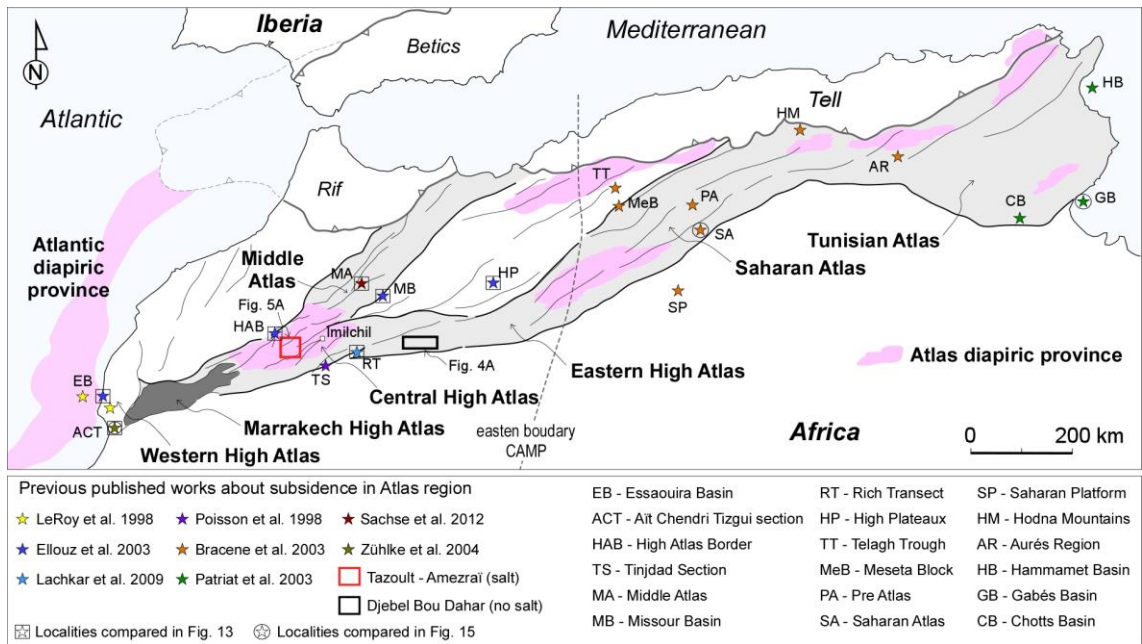 Iberia
Mediterranean
Betics
N
Atlantic
HB
Tell
HM
Rif
TT
AR
MeB
PA
CB
GB
SA
Atlantic
diapiric
province
Middle
Atlas
Tunisian Atlas
Saharan Atlas
MA
MB
HP
SP
Fig. 5A
HAB
Imilchil
RT
Atlas diapiric province
TS
Fig. 4A
Eastern High Atlas
EB
Central High Atlas
Marrakech High Atlas
ACT
Western High Atlas
easten boudary
CAMP
Africa
0 200 km
Previous published works about subsidence in Atlas region
LeRoy et al. 1998 Poisson et al. 1998 Sachse et al. 2012
Ellouz et al. 2003 Bracene et al. 2003 Zühlke et al. 2004
Lachkar et al. 2009 Patriat et al. 2003
Tazoult - Amezraï (salt)
Djebel Bou Dahar (no salt)
Localities compared in Fig. 13 Localities compared in Fig. 15
EB - Essaouira Basin RT - Rich Transect SP - Saharan Platform
ACT - Aït Chendri Tizgui section HP - High Plateaux HM - Hodna Mountains
HAB - High Atlas Border TT - Telagh Trough AR - Aurés Region
TS - Tinjdad Section MeB - Meseta Block HB - Hammamet Basin
MA - Middle Atlas PA - Pre Atlas GB - Gabés Basin
MB - Missour Basin SA - Saharan Atlas CB - Chotts Basin